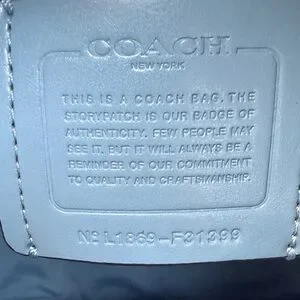 COACH
NEW YORK
THIS IS A COACH BAG. THE
STORYPATCH IS OUR BADGE OF
AUTHENTICITY. FEW PEOPLE MAY
SEE IT. BUT IT WILL ALWAYS BE A
REMINDER OF OUR COMMITMENT
TO QUALITY AND CRAFTSMANSHIP.
Nº L1869-F31399